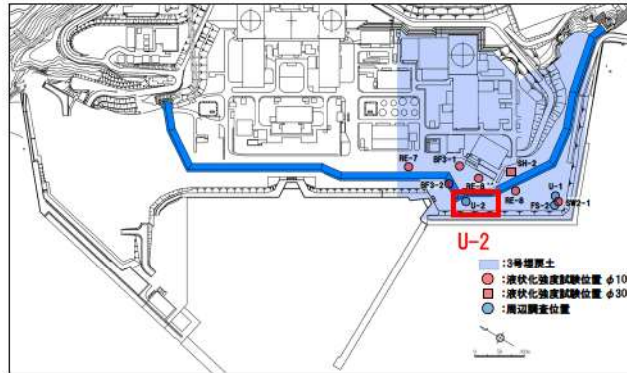 RE-7
BF3-1
SH-2
RE-9
BF3-2
U-2
RE-8
U-1
FS-2
SW2-1
U-2
:3号埋戻土
:液状化強度試験位置 φ10
:液状化強度試験位置 φ30
:周辺調査位置